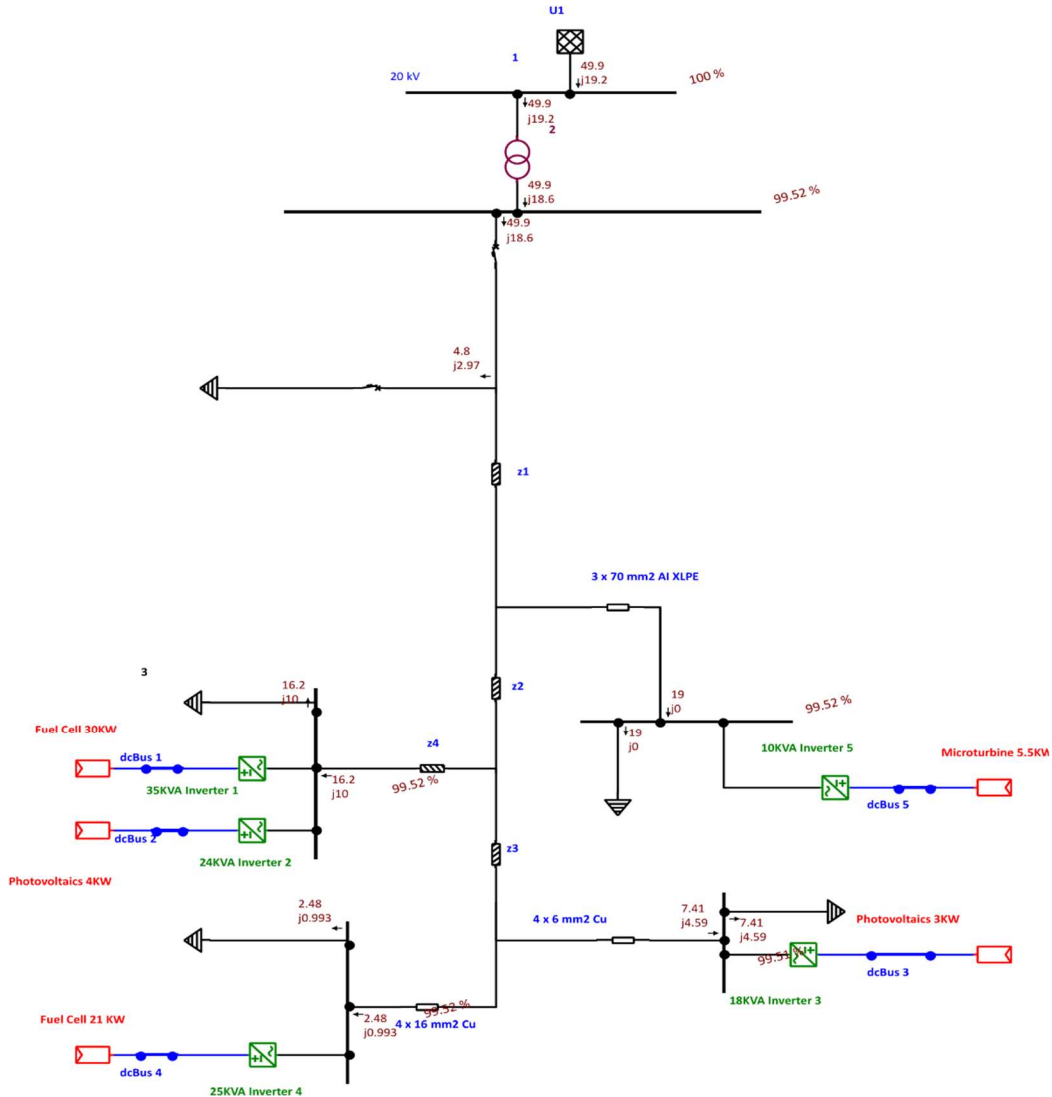 U1
1
49.9
j19.2
100 %
20 kV
49.9
j19.2
2
49.9
j18.6
99.52 %
49.9
j18.6
4.8
j2.97
z1
3 x 70 mm2 AI XLPE
3
16.2
j10
z2
19
j0
99.52 %
19
j0
Fuel Cell 30KW
dcBus 1
z4
10KVA Inverter 5
Microturbine 5.5KW
16.2
j10
99.52 %
35KVA Inverter 1
dcBus 5
dcBus 2
24KVA Inverter 2
z3
Photovoltaics 4KW
2.48
j0.993
4 x 6 mm2 Cu
7.41
j4.59
7.41
j4.59
Photovoltaics 3KW
99.51 %
dcBus 3
18KVA Inverter 3
99.52 %
Fuel Cell 21 KW
2.48
j0.993
4 x 16 mm2 Cu
dcBus 4
25KVA Inverter 4